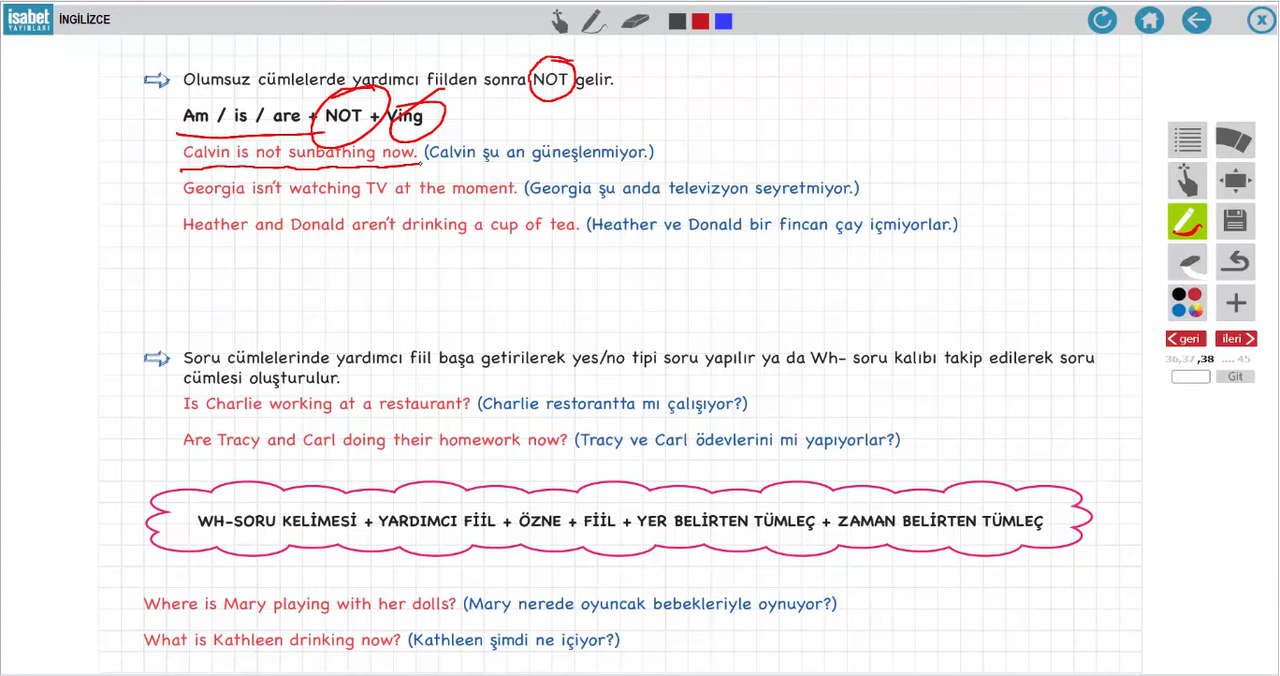 isabet
YAYINLARI
İNGİLİZCE
Olumsuz cümlelerde yardımcı fiilden sonra NOT gelir.
Am / is / are + NOT + Ving
Calvin is not sunbathing now. (Calvin şu an güneşlenmiyor.)
Georgia isn't watching TV at the moment. (Georgia şu anda televizyon seyretmiyor.)
Heather and Donald aren't drinking a cup of tea. (Heather ve Donald bir fincan çay içmiyorlar.)
Soru cümlelerinde yardımcı fiil başa getirilerek yes/no tipi soru yapılır ya da Wh- soru kalıbı takip edilerek soru
cümlesi oluşturulur.
Is Charlie working at a restaurant? (Charlie restorantta mı çalışıyor?)
Are Tracy and Carl doing their homework now? (Tracy ve Carl ödevlerini mi yapıyorlar?)
WH-SORU KELİMESİ + YARDIMCI FİİL + ÖZNE + FİİL + YER BELİRTEN TÜMLEÇ + ZAMAN BELİRTEN TÜMLEÇ
Where is Mary playing with her dolls? (Mary nerede oyuncak bebekleriyle oynuyor?)
What is Kathleen drinking now? (Kathleen şimdi ne içiyor?)
geri ileri
36,37,38 .... 45
Git